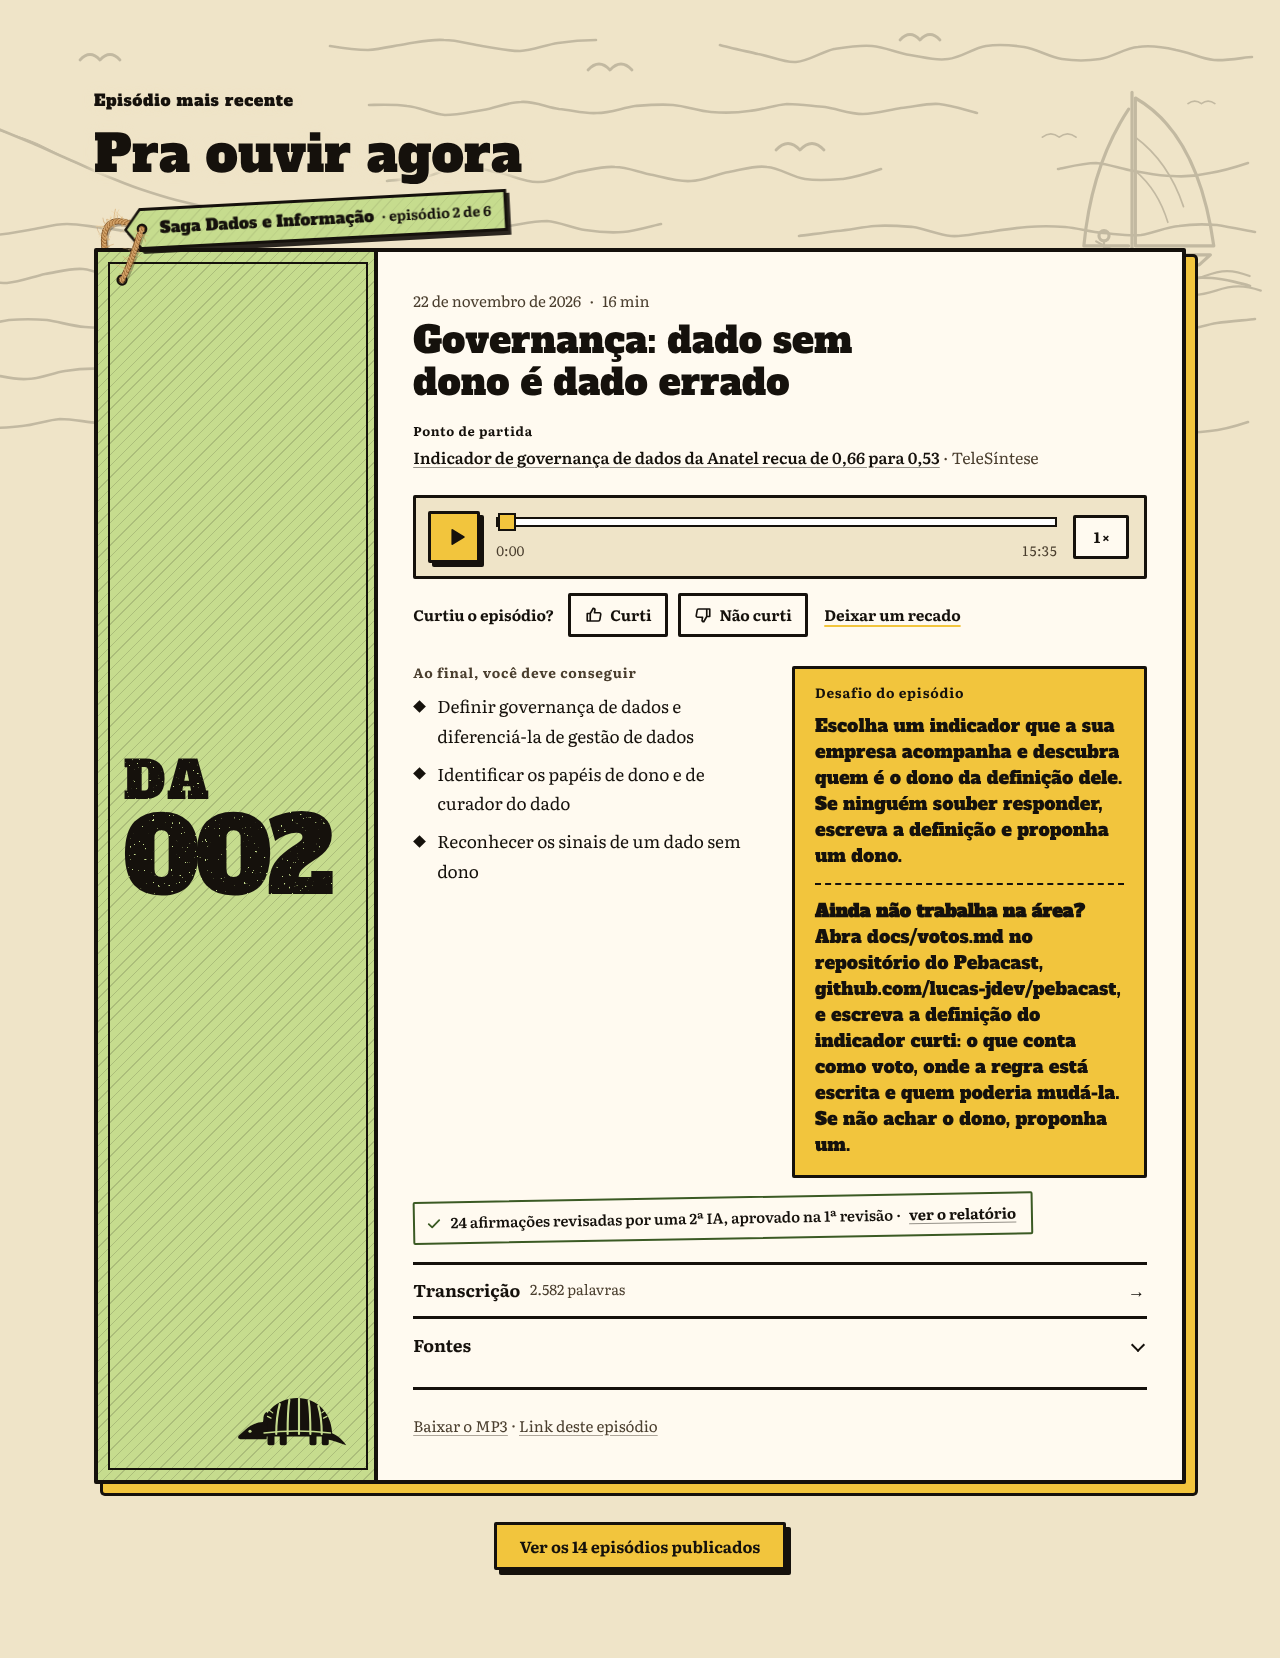 Episódio mais recente
Pra ouvir agora
Saga Dados e Informação · episódio 2 de 6
DA
002
22 de novembro de 2026 · 16 min
Governança: dado sem
dono é dado errado
Ponto de partida
Indicador de governança de dados da Anatel recua de 0,66 para 0,53 · TeleSíntese
0:00
15:35
1×
Curtiu o episódio?
Curti
Não curti
Deixar um recado
Ao final, você deve conseguir
Definir governança de dados e
diferenciá-la de gestão de dados
Identificar os papéis de dono e de
curador do dado
Reconhecer os sinais de um dado sem
dono
Desafio do episódio
Escolha um indicador que a sua
empresa acompanha e descubra
quem é o dono da definição dele.
Se ninguém souber responder,
escreva a definição e proponha
um dono.
Ainda não trabalha na área?
Abra docs/votos.md no
repositório do Pebacast,
github.com/lucas-jdev/pebacast,
e escreva a definição do
indicador curti: o que conta
como voto, onde a regra está
escrita e quem poderia mudá-la.
Se não achar o dono, proponha
um.
24 afirmações revisadas por uma 2ª IA, aprovado na 1ª revisão · ver o relatório
Transcrição 2.582 palavras →
Fontes
Baixar o MP3 · Link deste episódio
Ver os 14 episódios publicados